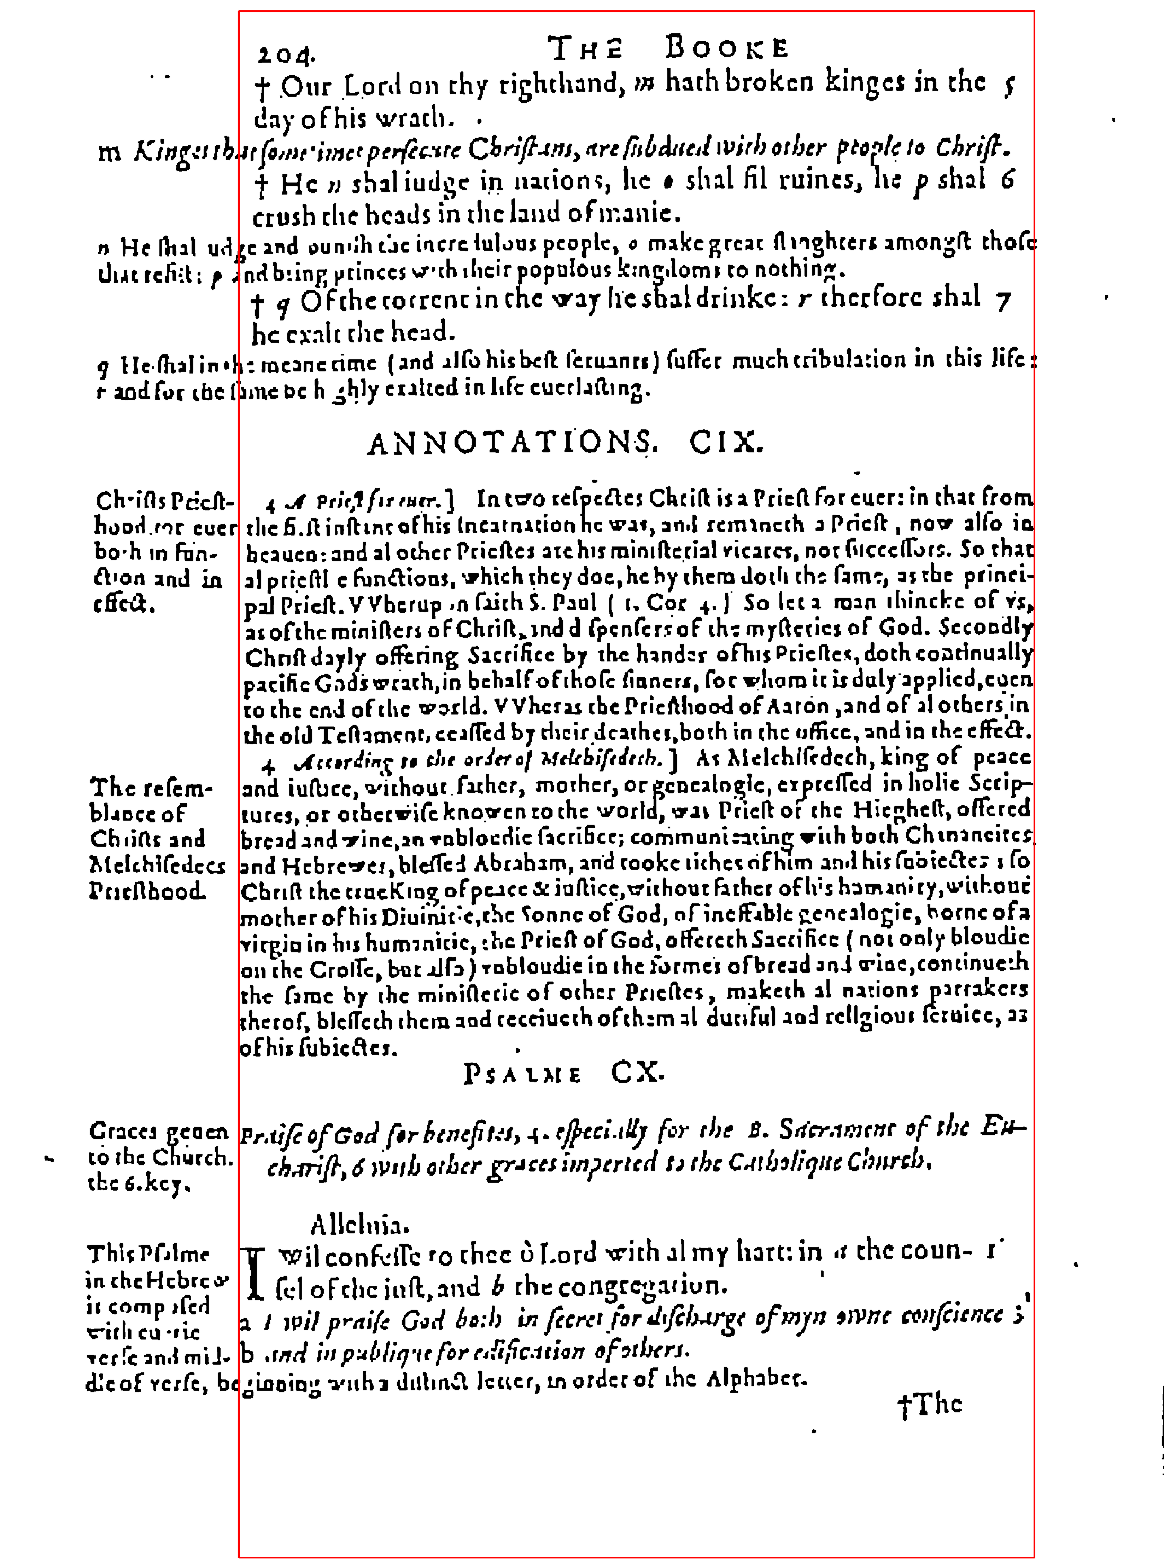 204. THE BOOKE
† Our Lord on thy righthand, m hath broken kinges in the 5
day of his wrath.
m Kinges that sometimes persecute Christians, are subdued with other people to Christ.
† He n shal iudge in nations, he o shal fil ruines, he p shal 6
crush the heads in the land of manie.
n He shal iudge and punish the incredulous people, o make great slaughters amongst those
that resist: p and bring princes with their populous kingdoms to nothing.
† q Of the torrent in the way he shal drinke: r therfore shal 7
he exalt the head.
q He shal in the meane time (and also his best seruants) suffer much tribulation in this life:
r and for the same be highly exalted in life euerlasting.
ANNOTATIONS. CIX.
Christs Priest-
hood for euer
both in fun-
ction and in
effect.
4 A Priest for euer.] In two respectes Christ is a Priest for euer: in that from
the first instant of his Incarnation he was, and remaineth a Priest, now also in
heauen: and al other Priestes are his ministerial vicares, not successors. So that
al priestlie functions, which they doe, he by them doth the same, as the princi-
pal Priest. VVherupon saith S. Paul (1. Cor 4.) So let a man thincke of vs,
as of the ministers of Christ, and dispensers of the mysteries of God. Secondly
Christ dayly offering Sacrifice by the handes of his Priestes, doth continually
pacifie Gods wrath, in behalf of those sinners, for whom it is duly applied, euen
to the end of the world. VVheras the Priesthood of Aaron, and of al others in
the old Testament, ceassed by their deathes, both in the office, and in the effect.
The resem-
blance of
Christs and
Melchisedecs
Priesthood.
4 According to the order of Melchisedech.] As Melchisedech, king of peace
and iustice, without father, mother, or genealogie, expressed in holie Scrip-
tures, or otherwise knowen to the world, was Priest of the Hieghest, offered
bread and wine, an vnbloodie sacrifice; communicating with both Chananeites
and Hebrewes, blessed Abraham, and tooke tithes of him and his subiectes: so
Christ the true King of peace & iustice, without father of his humanity, without
mother of his Diuinitie, the Sonne of God, of ineffable genealogie, borne of a
virgin in his humanitie, the Priest of God, offereth Sacrifice (not only bloudie
on the Crosse, but also) vnbloudie in the formes of bread and wine, continueth
the same by the ministerie of other Priestes, maketh al nations partakers
therof, blesseth them and receiueth of them al dutiful and religious seruice, as
of his subiectes.
PSALME CX.
Graces geuen
to the Church.
the 6. key.
Praise of God for benefites, 4. especially for the B. Sacrament of the Eu-
charist, 6 with other graces imperted to the Catholique Church.
Alleluia.
This Psalme
in the Hebrew
is composed
with
verse and mid-
dle of verse, beginning with a distinct letter, in order of the Alphabet.
I wil confesse to thee ô Lord with al my hart: in a the coun- 1
sel of the iust, and b the congregation.
a I wil praise God both in secret for discharge of myn owne conscience;
b and in publique for edification of others.
†The